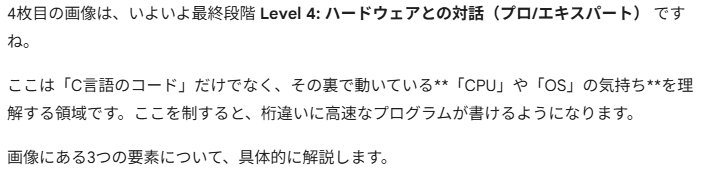 4枚目の画像は、いよいよ最終段階 Level 4: ハードウェアとの対話（プロ/エキスパート） です
ね。
ここは「C言語のコード」だけでなく、その裏で動いている**「CPU」や「OS」の気持ち**を理
解する領域です。ここを制すると、桁違いに高速なプログラムが書けるようになります。
画像にある3つの要素について、具体的に解説します。